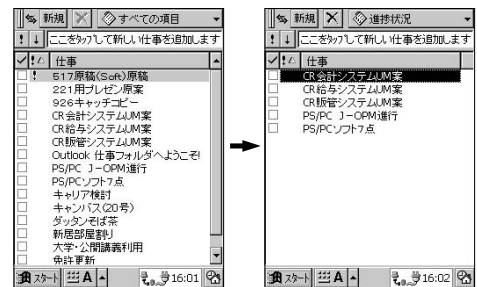 新規 すべての項目
! ↓ ここをタップして新しい仕事を追加します
仕事
517原稿(Soft)原稿
221用プレゼン原案
926キャッチコピー
CR会計システムUM案
CR給与システムUM案
CR販管システムUM案
Outlook 仕事フォルダへようこそ!
PS/PC J-OPM進行
PS/PCソフト7点
キャリア検討
キャンバス(20号)
ダッタンそば茶
新居部屋割り
大学・公開講義利用
免許更新
スタート A 16:01
新規 進捗状況
! ↓ ここをタップして新しい仕事を追加します
仕事
CR会計システムUM案
CR給与システムUM案
CR販管システムUM案
PS/PC J-OPM進行
PS/PCソフト7点
スタート A 16:02